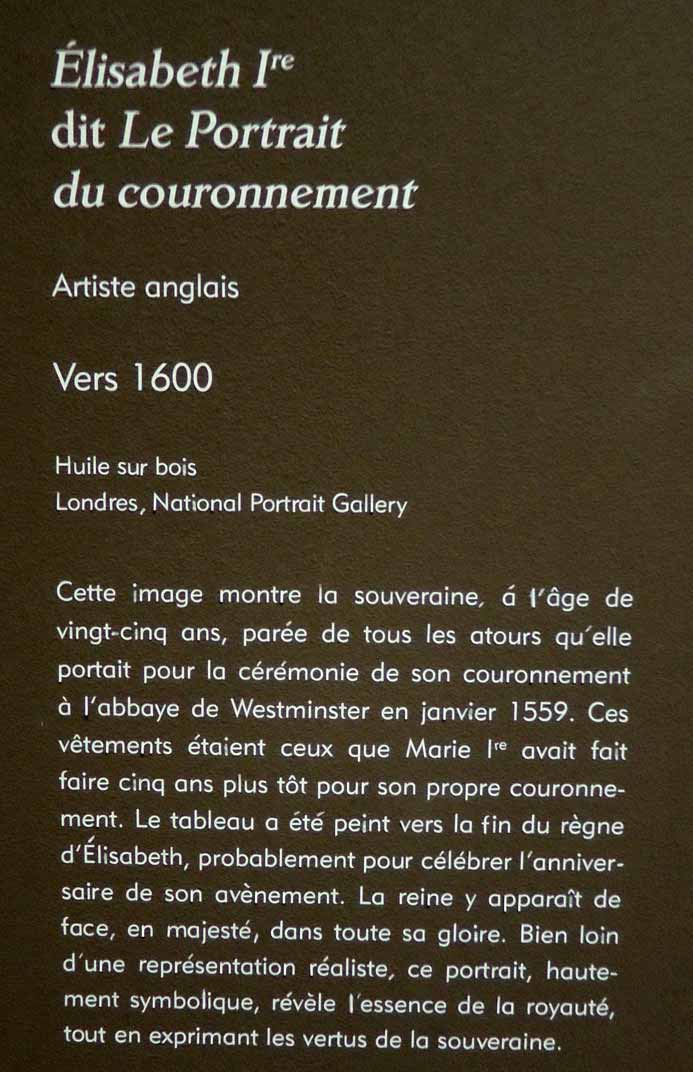 Élisabeth Iʳᵉ
dit Le Portrait
du couronnement
Artiste anglais
Vers 1600
Huile sur bois
Londres, National Portrait Gallery
Cette image montre la souveraine, á l'âge de
vingt-cinq ans, parée de tous les atours qu'elle
portait pour la cérémonie de son couronnement
à l'abbaye de Westminster en janvier 1559. Ces
vêtements étaient ceux que Marie Iʳᵉ avait fait
faire cinq ans plus tôt pour son propre couronne-
ment. Le tableau a été peint vers la fin du règne
d'Élisabeth, probablement pour célébrer l'anniver-
saire de son avènement. La reine y apparaît de
face, en majesté, dans toute sa gloire. Bien loin
d'une représentation réaliste, ce portrait, haute-
ment symbolique, révèle l'essence de la royauté,
tout en exprimant les vertus de la souveraine.